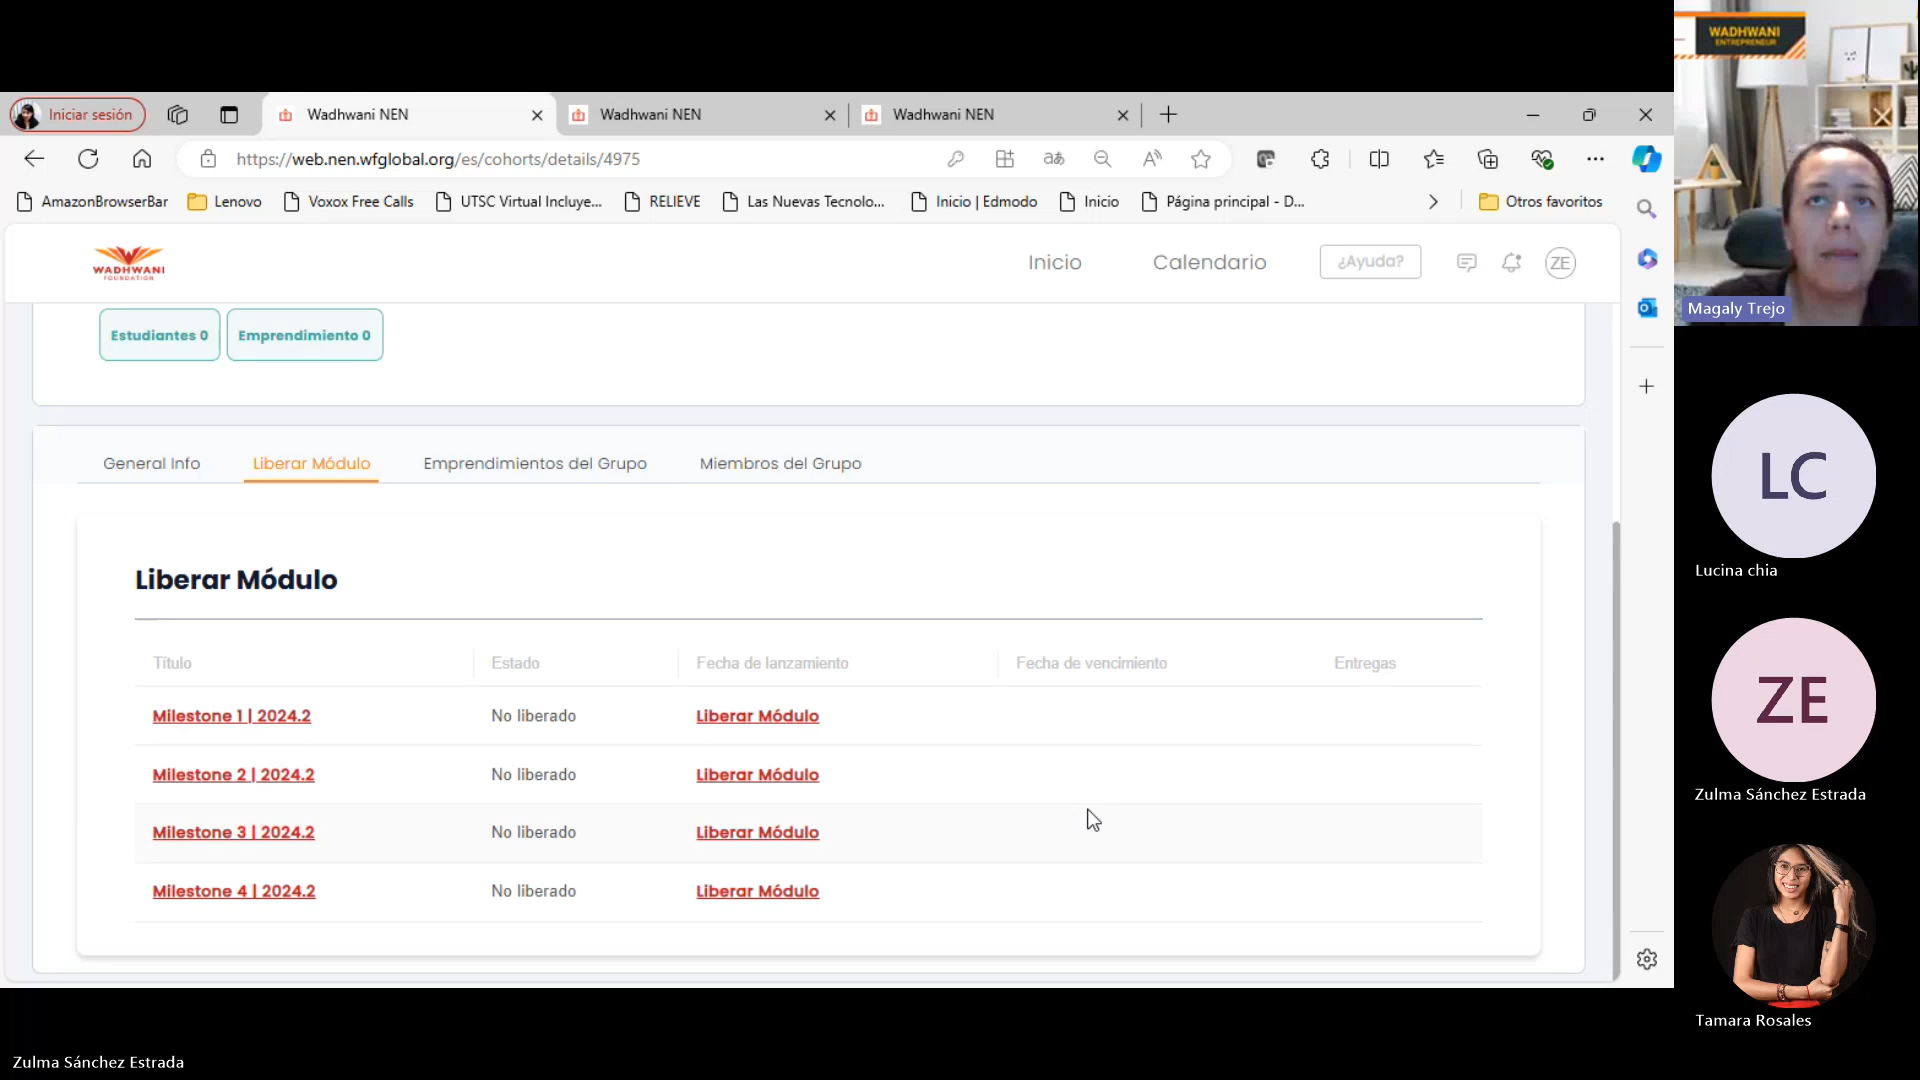 WADHWANI
ENTREPRENEUR
Iniciar sesión
Wadhwani NEN
Wadhwani NEN
Wadhwani NEN
https://web.nen.wfglobal.org/es/cohorts/details/4975
AmazonBrowserBar
Lenovo
Voxox Free Calls
UTSC Virtual Incluye...
RELIEVE
Las Nuevas Tecnolo...
Inicio | Edmodo
Inicio
Página principal - D...
Otros favoritos
WADHWANI
FOUNDATION
Inicio
Calendario
¿Ayuda?
ZE
Magaly Trejo
Estudiantes 0
Emprendimiento 0
General Info
Liberar Módulo
Emprendimientos del Grupo
Miembros del Grupo
LC
Lucina chia
Liberar Módulo
Título Estado Fecha de lanzamiento Fecha de vencimiento Entregas
Milestone 1 | 2024.2 No liberado Liberar Módulo
Milestone 2 | 2024.2 No liberado Liberar Módulo
Milestone 3 | 2024.2 No liberado Liberar Módulo
Milestone 4 | 2024.2 No liberado Liberar Módulo
ZE
Zulma Sánchez Estrada
Tamara Rosales
Zulma Sánchez Estrada